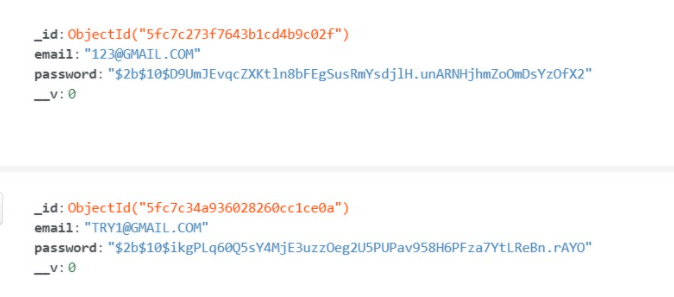 _id: ObjectId("5fc7c273f7643b1cd4b9c02f")
email: "123@GMAIL.COM"
password: "$2b$10$D9UmJEvqcZXKtln8bFEgSusRmYsdjlH.unARNHjhmZoOmDsYzOfX2"
__v: 0
_id: ObjectId("5fc7c34a936028260cc1ce0a")
email: "TRY1@GMAIL.COM"
password: "$2b$10$ikgPLq60Q5sY4MjE3uzzOeg2U5PUPav958H6PFza7YtLReBn.rAYO"
__v: 0